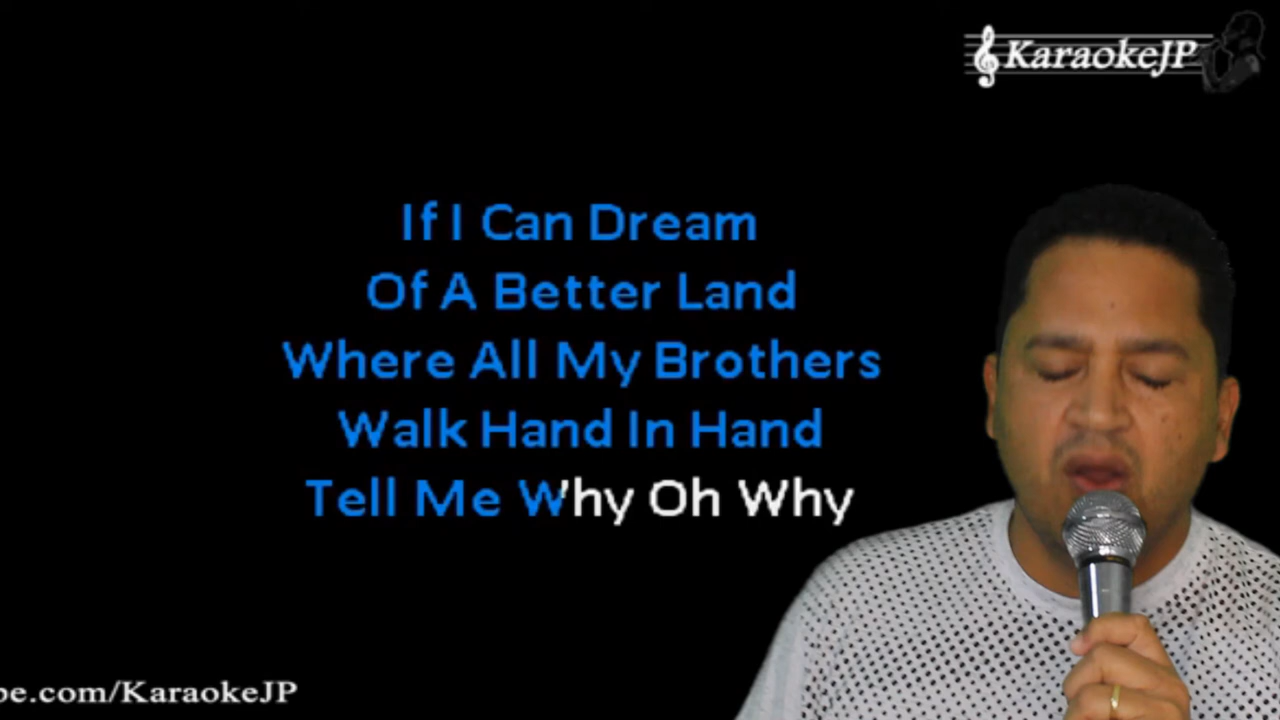 KaraokeJP
If I Can Dream
Of A Better Land
Where All My Brothers
Walk Hand In Hand
Tell Me Why Oh Why
be.com/KaraokeJP